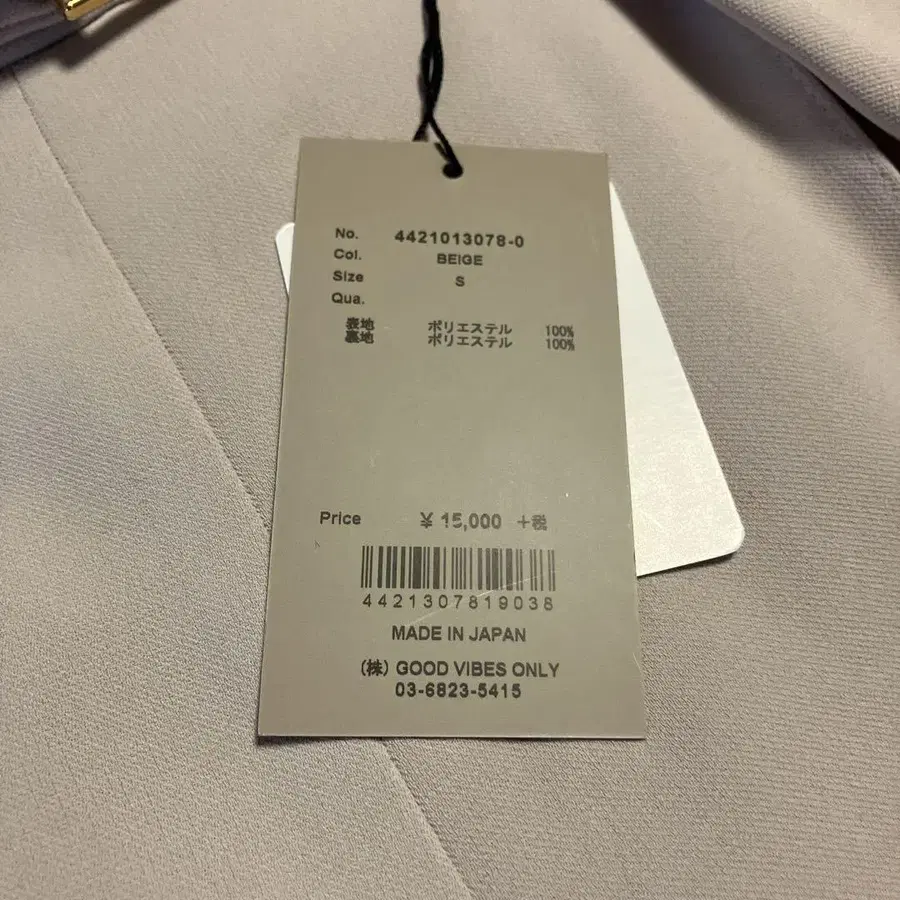 No. 4421013078-0
Col. BEIGE
Size S
Qua.
表地 ポリエステル 100%
裏地 ポリエステル 100%
Price ¥ 15,000 +税
4421307819038
MADE IN JAPAN
(株) GOOD VIBES ONLY
03-6823-5415